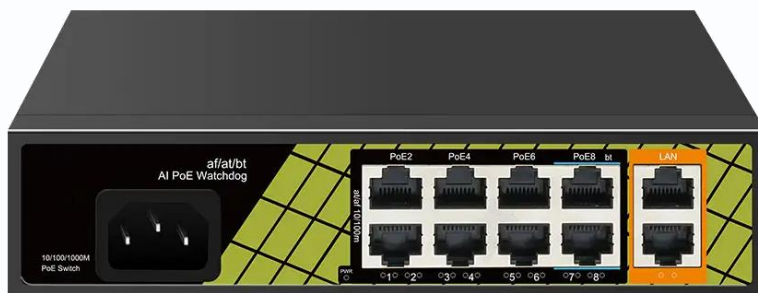 af/at/bt
AI PoE Watchdog
10/100/1000M
PoE Switch
PoE2 PoE4 PoE6 PoE8 bt
LAN
at/af 10/100m
PWR
1 2 3 4 5 6 7 8